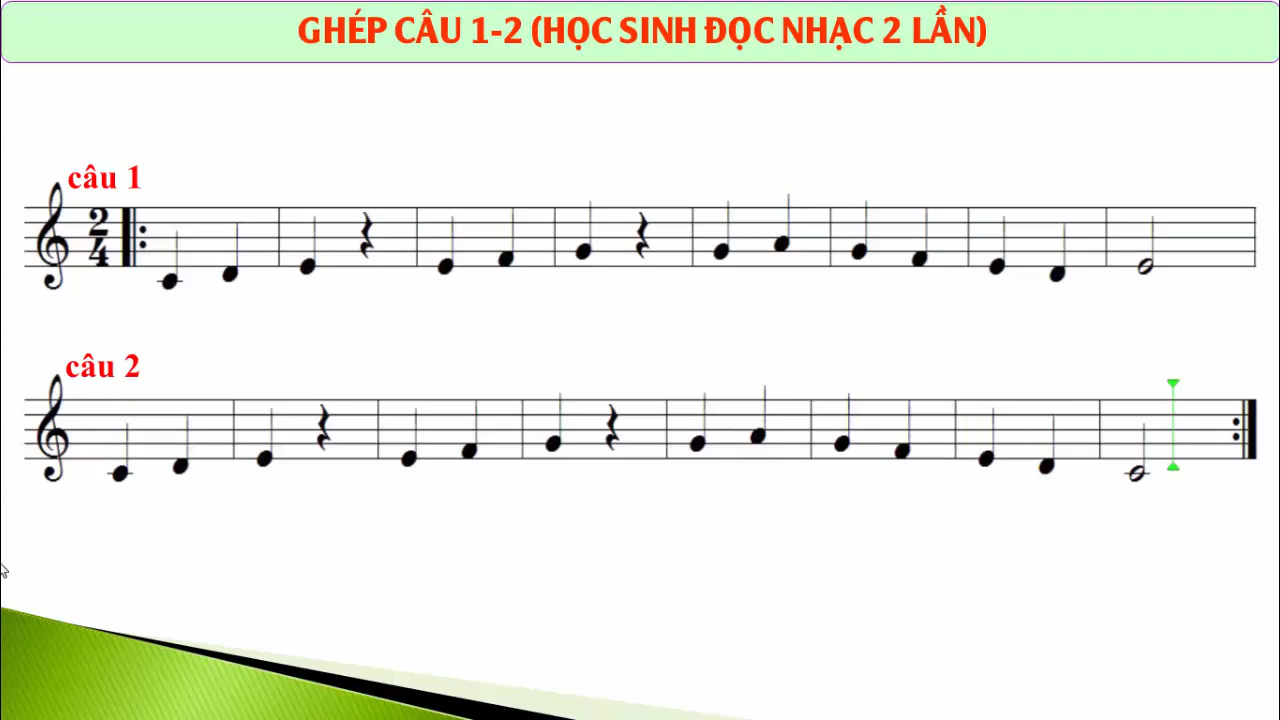 GHÉP CÂU 1-2 (HỌC SINH ĐỌC NHẠC 2 LẦN)
câu 1
2
4
câu 2